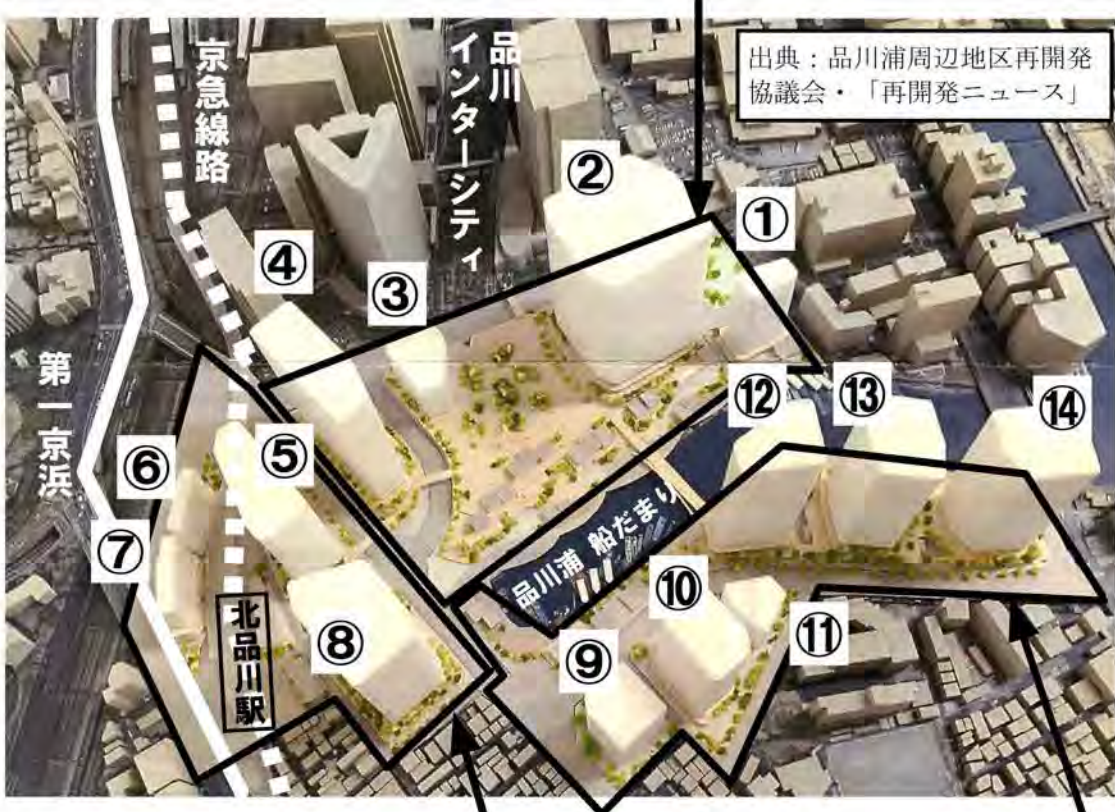 出典：品川浦周辺地区再開発
協議会・「再開発ニュース」
京急線路
品川
インターシティ
②
①
④
③
第一京浜
⑫
⑬
⑭
⑤
⑥
品川浦 船だまり
⑦
⑩
⑧
北品川駅
⑨
⑪